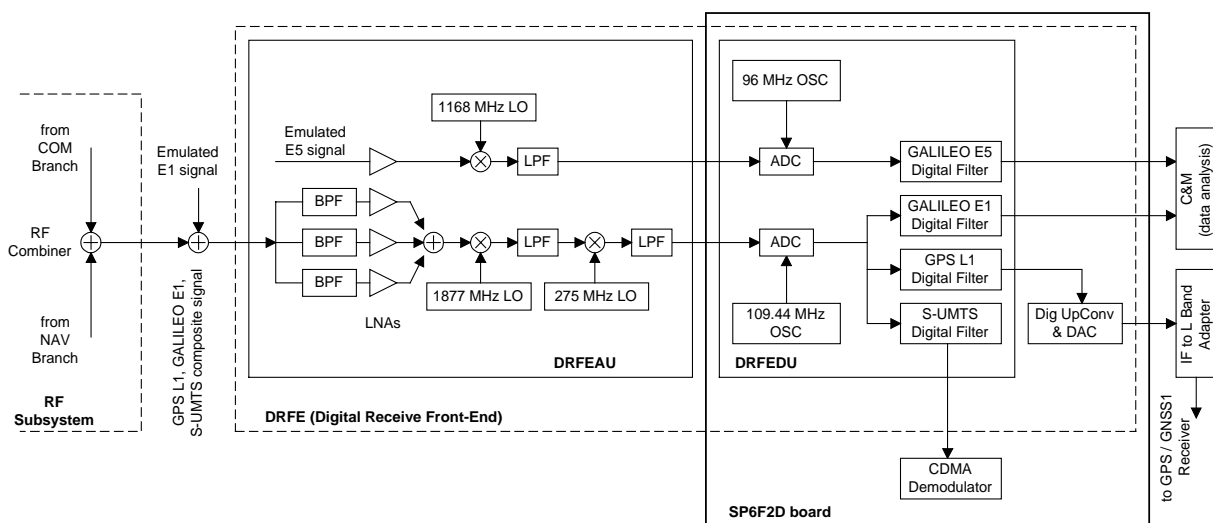 from
COM
Branch
Emulated
E1 signal
RF
Combiner
from
NAV
Branch
RF
Subsystem
GPS L1, GALILEO E1,
S-UMTS composite signal
1168 MHz LO
Emulated
E5 signal
LPF
BPF
BPF
BPF
LPF
LPF
1877 MHz LO
275 MHz LO
LNAs
DRFEAU
DRFE (Digital Receive Front-End)
96 MHz OSC
ADC
GALILEO E5
Digital Filter
GALILEO E1
Digital Filter
ADC
GPS L1
Digital Filter
109.44 MHz
OSC
S-UMTS
Digital Filter
DRFEDU
Dig UpConv
& DAC
CDMA
Demodulator
SP6F2D board
C&M
(data analysis)
IF to L Band
Adapter
to GPS / GNSS1
Receiver